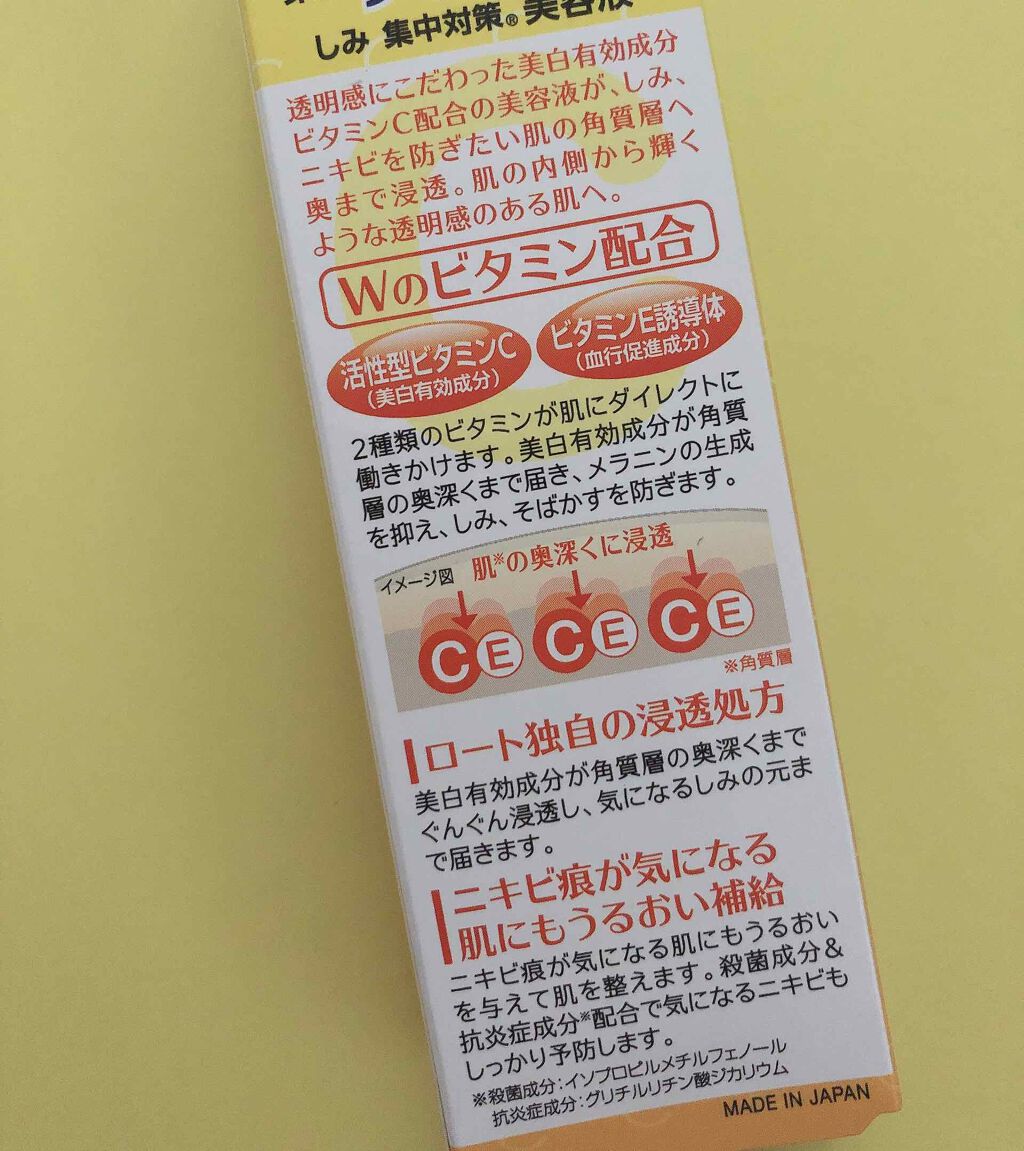 しみ 集中対策® 美容液
透明感にこだわった美白有効成分
ビタミンC配合の美容液が、しみ、
ニキビを防ぎたい肌の角質層へ
奥まで浸透。肌の内側から輝く
ような透明感のある肌へ。
Wのビタミン配合
活性型ビタミンC
(美白有効成分)
ビタミンE誘導体
(血行促進成分)
2種類のビタミンが肌にダイレクトに
働きかけます。美白有効成分が角質
層の奥深くまで届き、メラニンの生成
を抑え、しみ、そばかすを防ぎます。
イメージ図
肌※の奥深くに浸透
C E C E C E
※角質層
ロート独自の浸透処方
美白有効成分が角質層の奥深くまで
ぐんぐん浸透し、気になるしみの元ま
で届きます。
ニキビ痕が気になる
肌にもうるおい補給
ニキビ痕が気になる肌にもうるおい
を与えて肌を整えます。殺菌成分&
抗炎症成分※配合で気になるニキビも
しっかり予防します。
※殺菌成分:イソプロピルメチルフェノール
抗炎症成分:グリチルリチン酸ジカリウム
MADE IN JAPAN